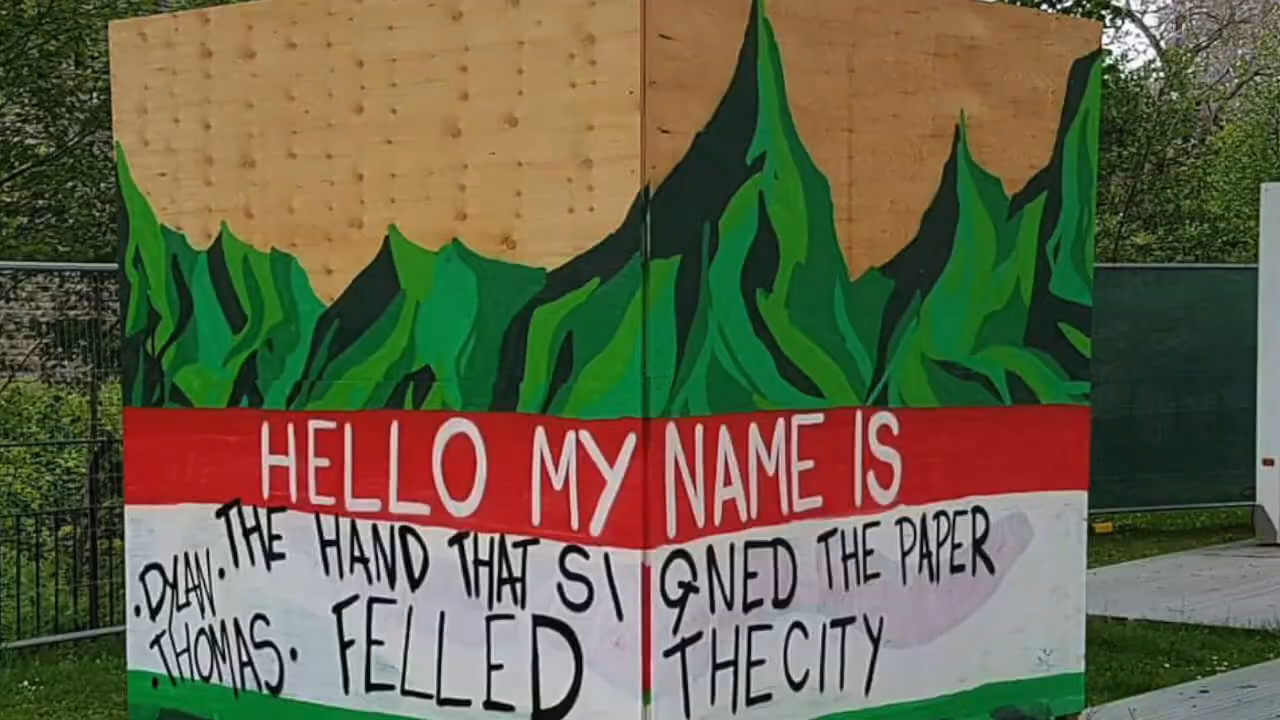 HELLO MY NAME IS
THE HAND THAT SIGNED THE PAPER
.DYLAN.
FELLED THE CITY
.THOMAS.